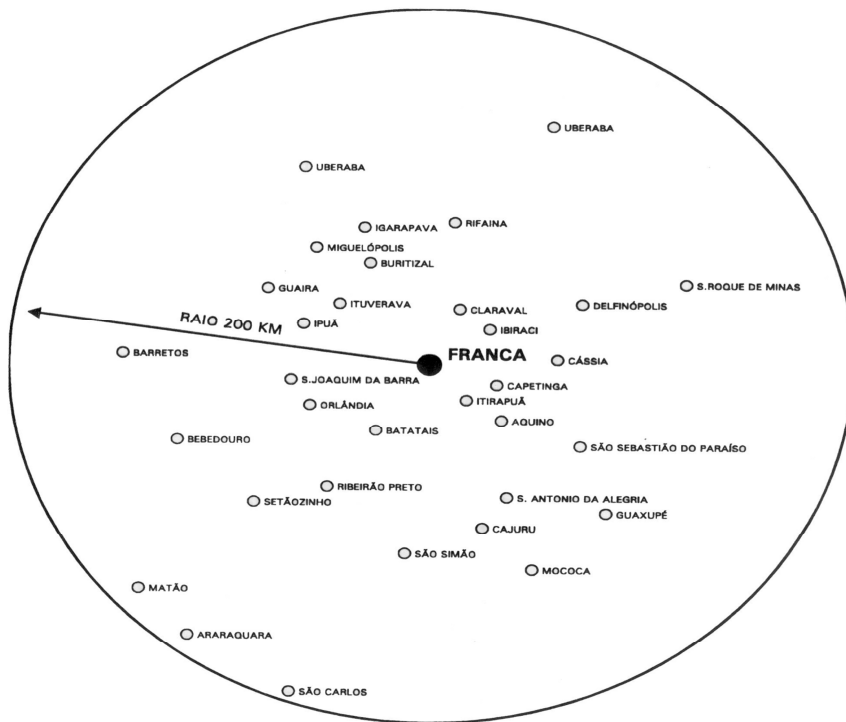 UBERABA
UBERABA
IGARAPAVA
RIFAINA
MIGUELÓPOLIS
BURITIZAL
GUAIRA
S.ROQUE DE MINAS
ITUVERAVA
CLARAVAL
DELFINÓPOLIS
RAIO 200 KM
IPUÃ
IBIRACI
BARRETOS
FRANCA
CÁSSIA
S.JOAQUIM DA BARRA
CAPETINGA
ITIRAPUÃ
ORLÂNDIA
AQUINO
BATATAIS
BEBEDOURO
SÃO SEBASTIÃO DO PARAÍSO
RIBEIRÃO PRETO
SETÃOZINHO
S. ANTONIO DA ALEGRIA
GUAXUPÉ
CAJURU
SÃO SIMÃO
MOCOCA
MATÃO
ARARAQUARA
SÃO CARLOS